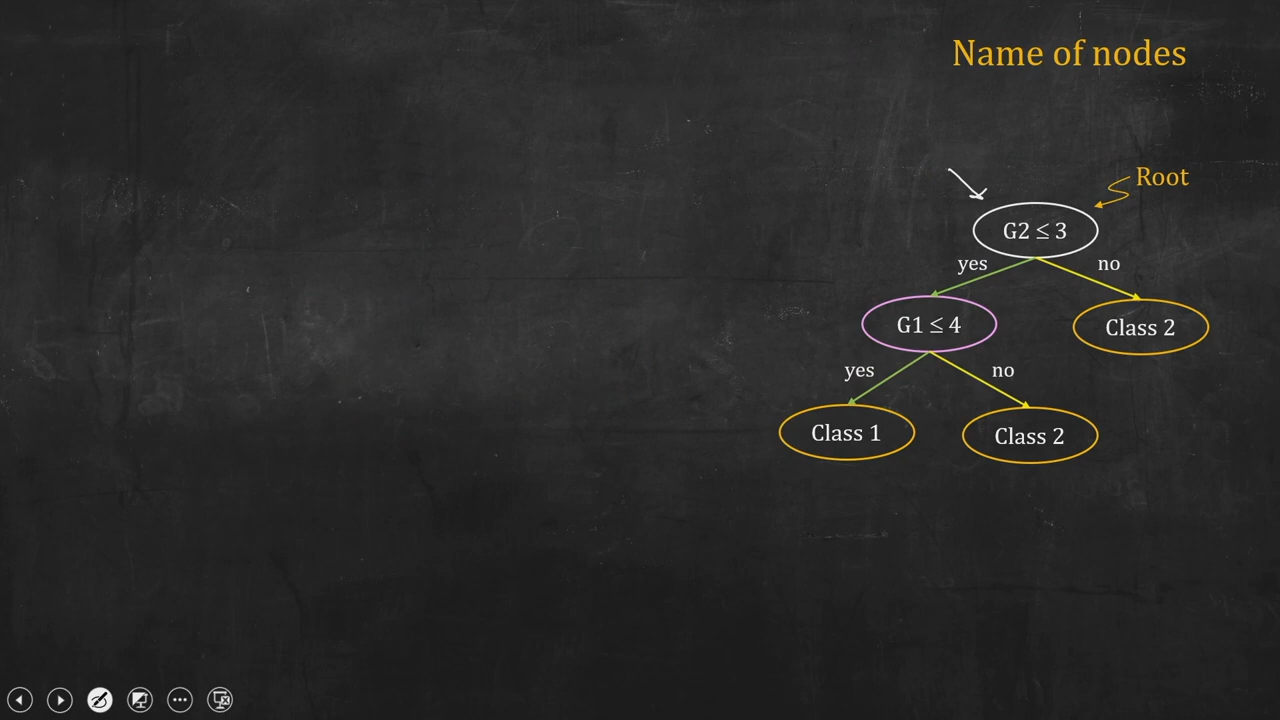 Name of nodes
Root
G2 ≤ 3
yes
no
G1 ≤ 4
Class 2
yes
no
Class 1
Class 2